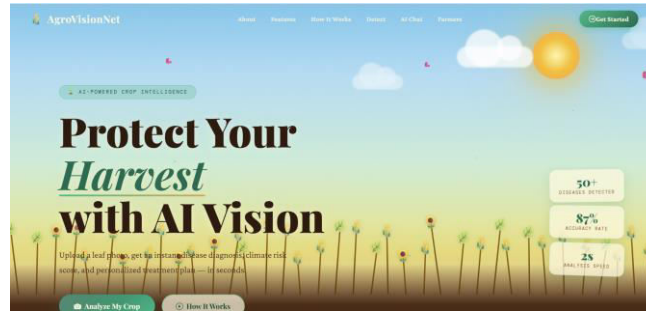 AgroVisionNet
About Features How It Works Detect AI Chat Farmers
Get Started
AI-POWERED CROP INTELLIGENCE
Protect Your
Harvest
with AI Vision
Upload a leaf photo, get an instant disease diagnosis, climate risk
score, and personalized treatment plan — in seconds.
Analyze My Crop
How It Works
50+
DISEASES DETECTED
87%
ACCURACY RATE
2s
ANALYSIS SPEED